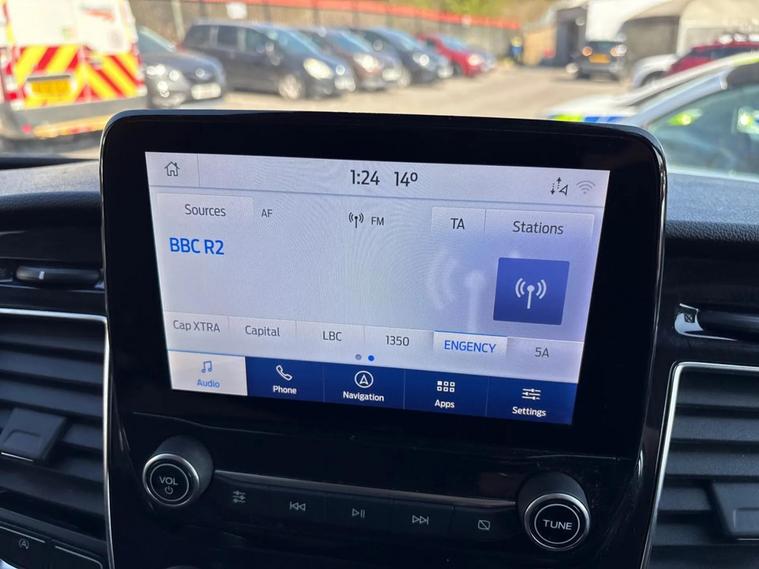 1:24 14°
Sources AF FM TA Stations
BBC R2
Cap XTRA Capital LBC 1350 ENGENCY 5A
Audio Phone Navigation Apps Settings
VOL TUNE